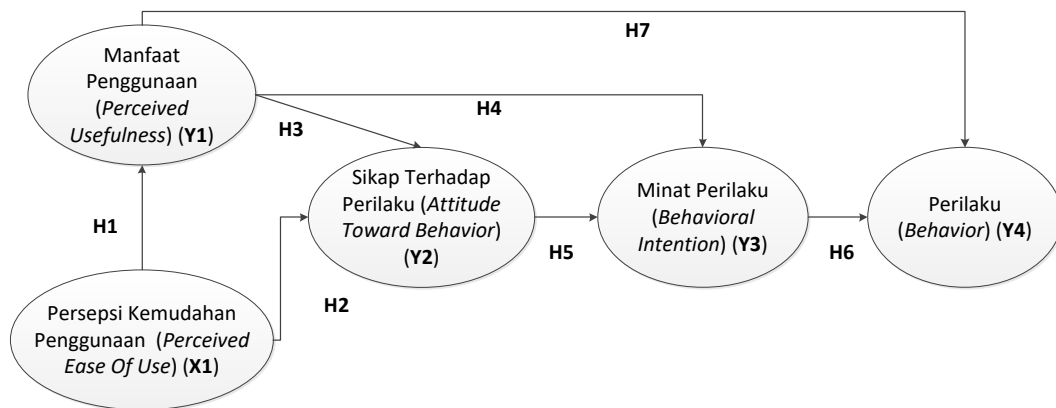 H7
Manfaat
Penggunaan
(Perceived
Usefulness) (Y1)
H4
H3
Sikap Terhadap
Perilaku (Attitude
Toward Behavior)
(Y2)
Minat Perilaku
(Behavioral
Intention) (Y3)
Perilaku
(Behavior) (Y4)
H1
H5
H6
H2
Persepsi Kemudahan
Penggunaan (Perceived
Ease Of Use) (X1)